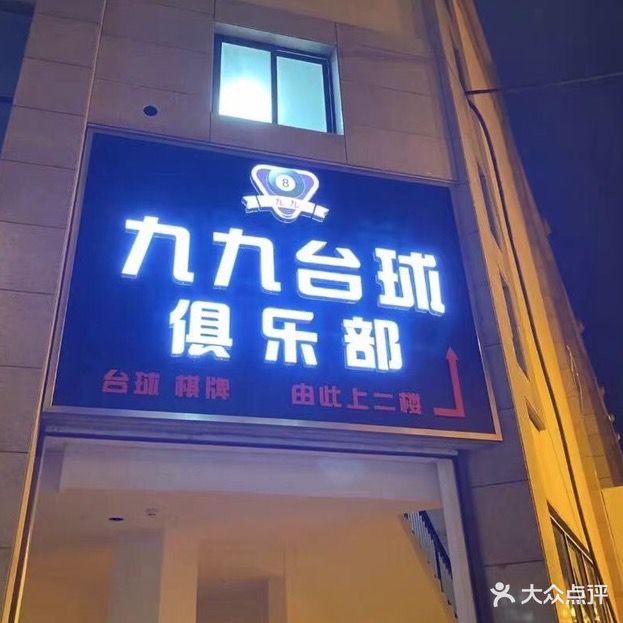 8
九九
九九台球
俱乐部
台球 棋牌 由此上二楼
大众点评